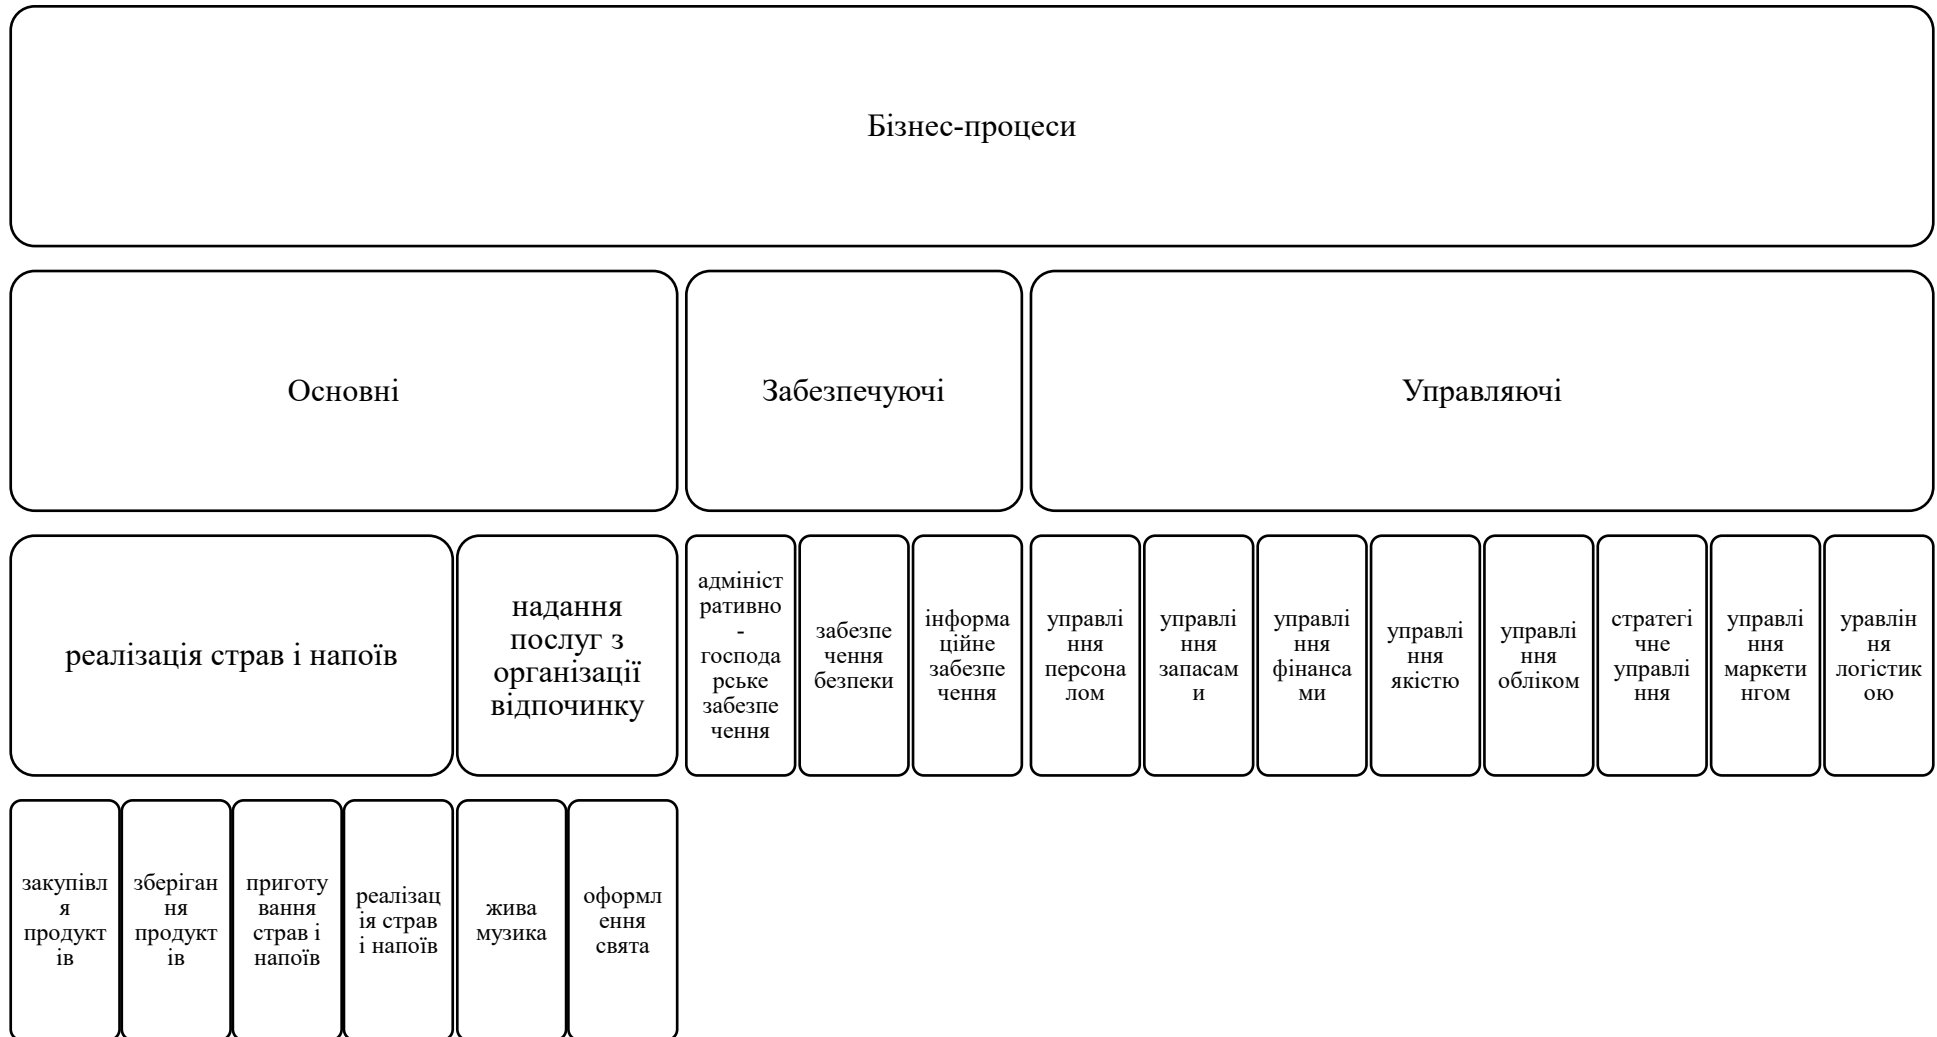 Бізнес-процеси
Основні
Забезпечуючі
Управляючі
реалізація страв і напоїв
надання
послуг з
організації
відпочинку
адмініст
ративно
-
господа
рське
забезпе
чення
забезпе
чення
безпеки
інформа
ційне
забезпе
чення
управлі
ння
персона
лом
управлі
ння
запасам
и
управлі
ння
фінанса
ми
управлі
ння
якістю
управлі
ння
обліком
стратегі
чне
управлі
ння
управлі
ння
маркети
нгом
уравлін
ня
логістик
ою
закупівл
я
продукт
ів
зберіган
ня
продукт
ів
приготу
вання
страв і
напоїв
реалізац
ія страв
і напоїв
жива
музика
оформл
ення
свята